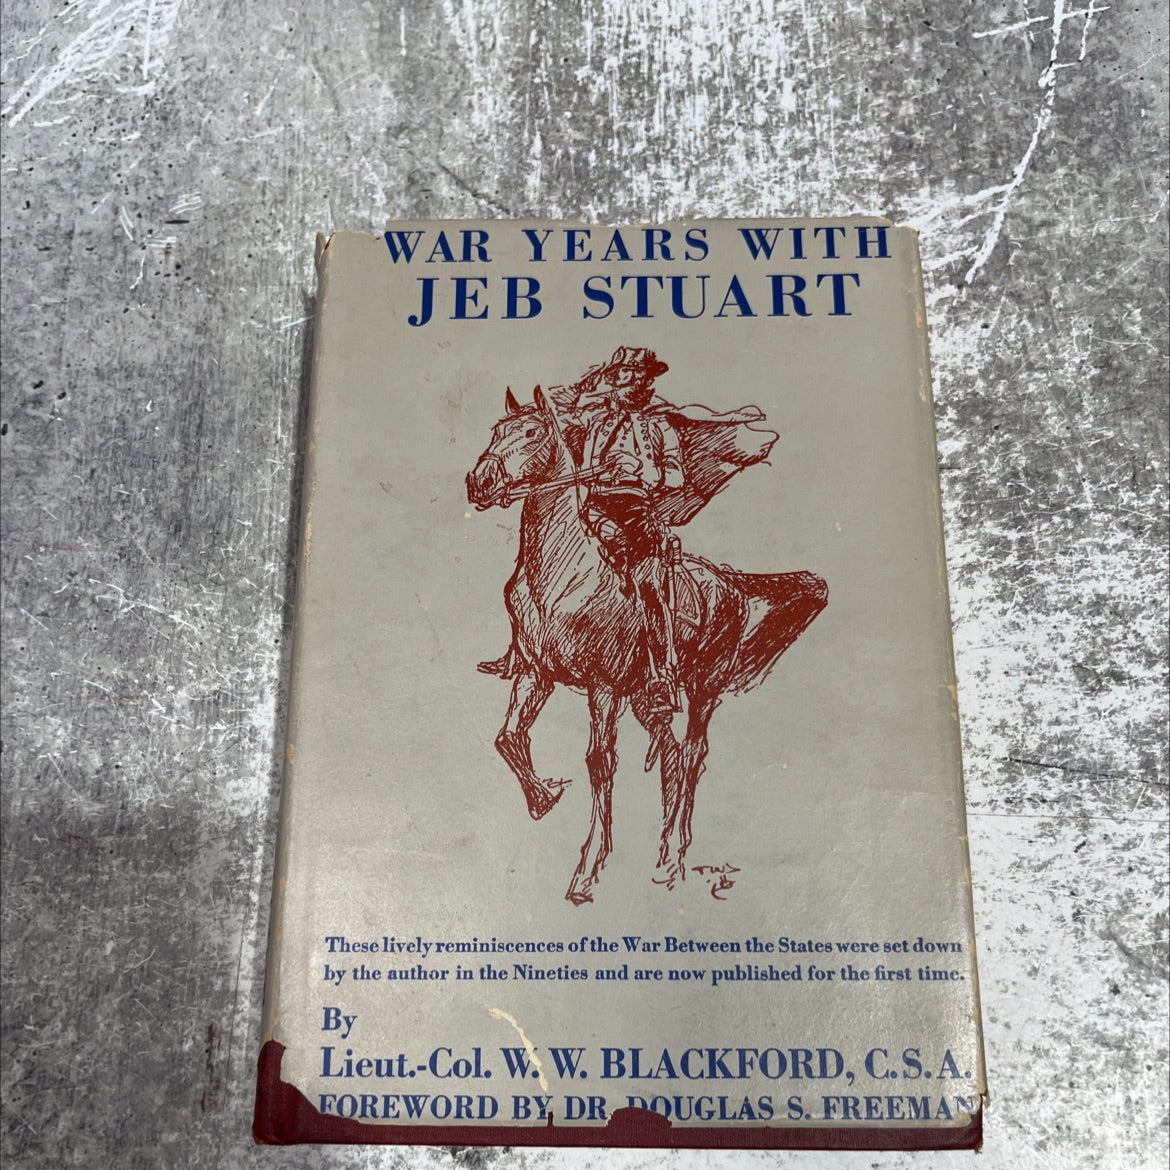 WAR YEARS WITH
JEB STUART
These lively reminiscences of the War Between the States were set down
by the author in the Nineties and are now published for the first time.
By
Lieut.-Col. W. W. BLACKFORD, C.S.A.
FOREWORD BY DR. DOUGLAS S. FREEMAN